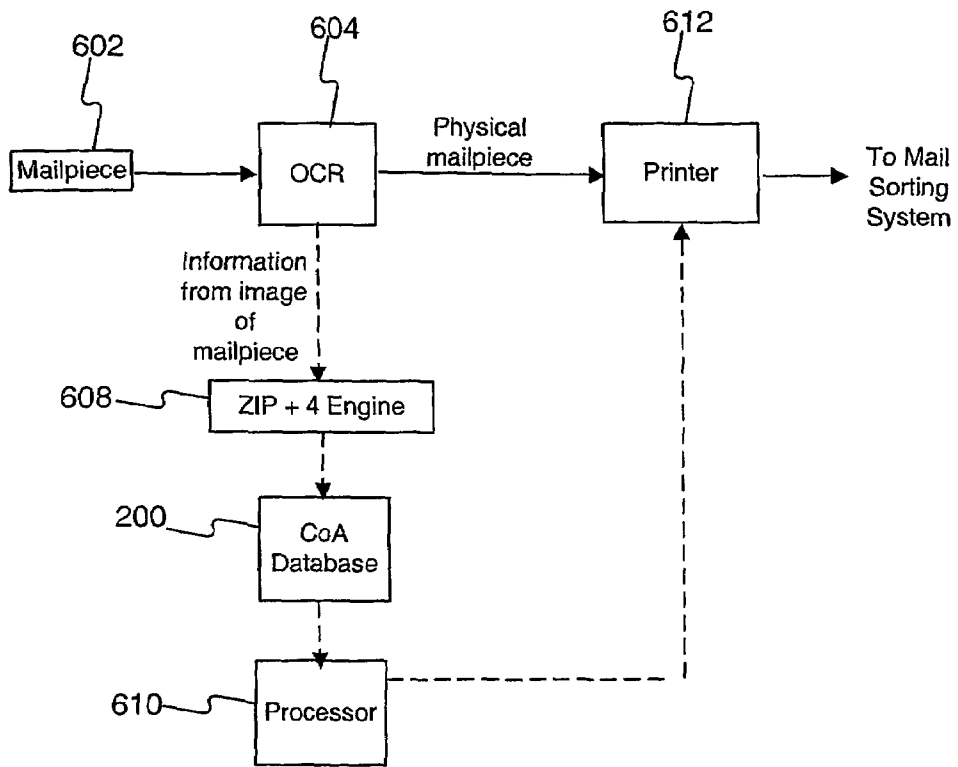 602
604
612
Mailpiece
OCR
Physical
mailpiece
Printer
To Mail
Sorting
System
Information
from image
of
mailpiece
608
ZIP + 4 Engine
200
CoA
Database
610
Processor